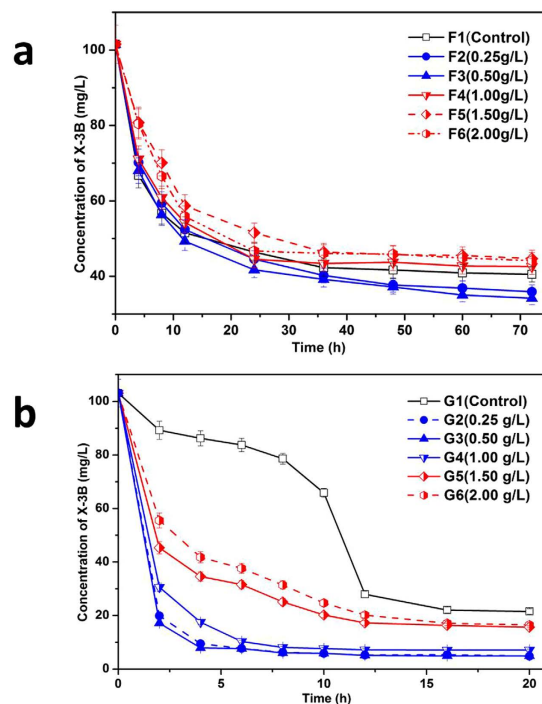 a
Concentration of X-3B (mg/L)
100
80
60
40
0
10
20
30
40
50
60
70
Time (h)
F1(Control)
F2(0.25g/L)
F3(0.50g/L)
F4(1.00g/L)
F5(1.50g/L)
F6(2.00g/L)
b
Concentration of X-3B (mg/L)
100
80
60
40
20
0
0
5
10
15
20
Time (h)
G1(Control)
G2(0.25 g/L)
G3(0.50 g/L)
G4(1.00 g/L)
G5(1.50 g/L)
G6(2.00 g/L)